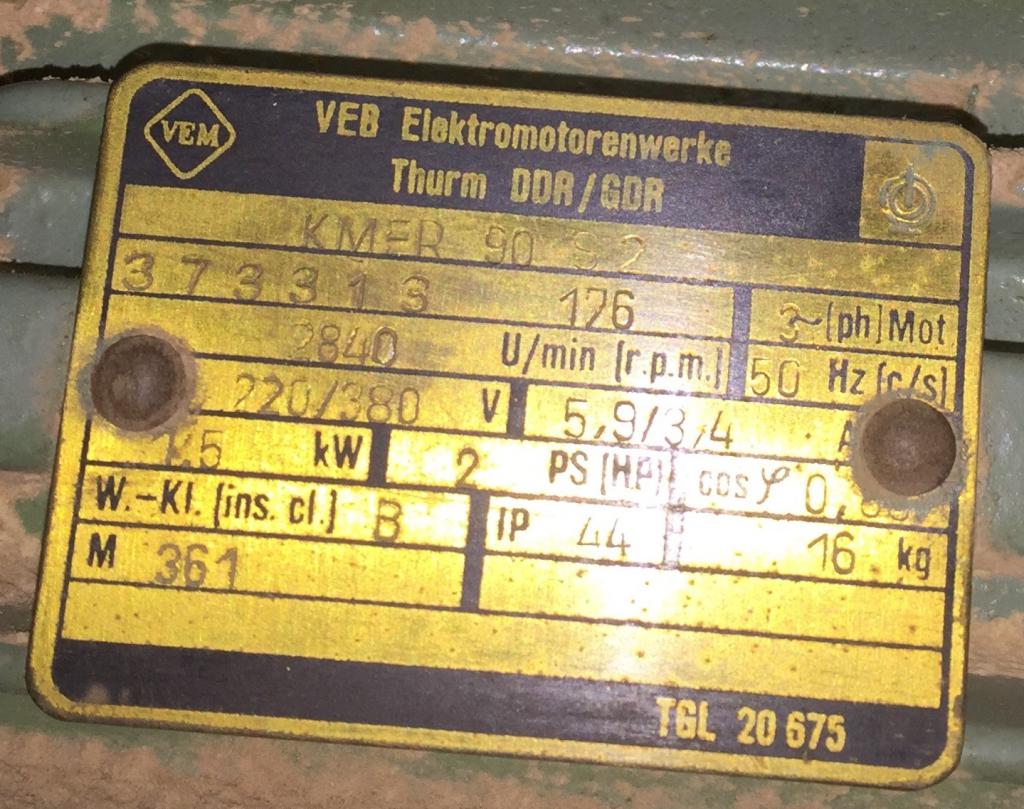 VEM
VEB Elektromotorenwerke
Thurm DDR/GDR
KMER 90 S 2
373313 176 3~(ph)Mot
2840 U/min (r.p.m.) 50 Hz (c/s)
220/380 V 5,9/3,4 A
1,5 kW 2 PS (HP) cos φ
W.-Kl. (ins. cl.) B IP 44 16 kg
M 361
TGL 20 675